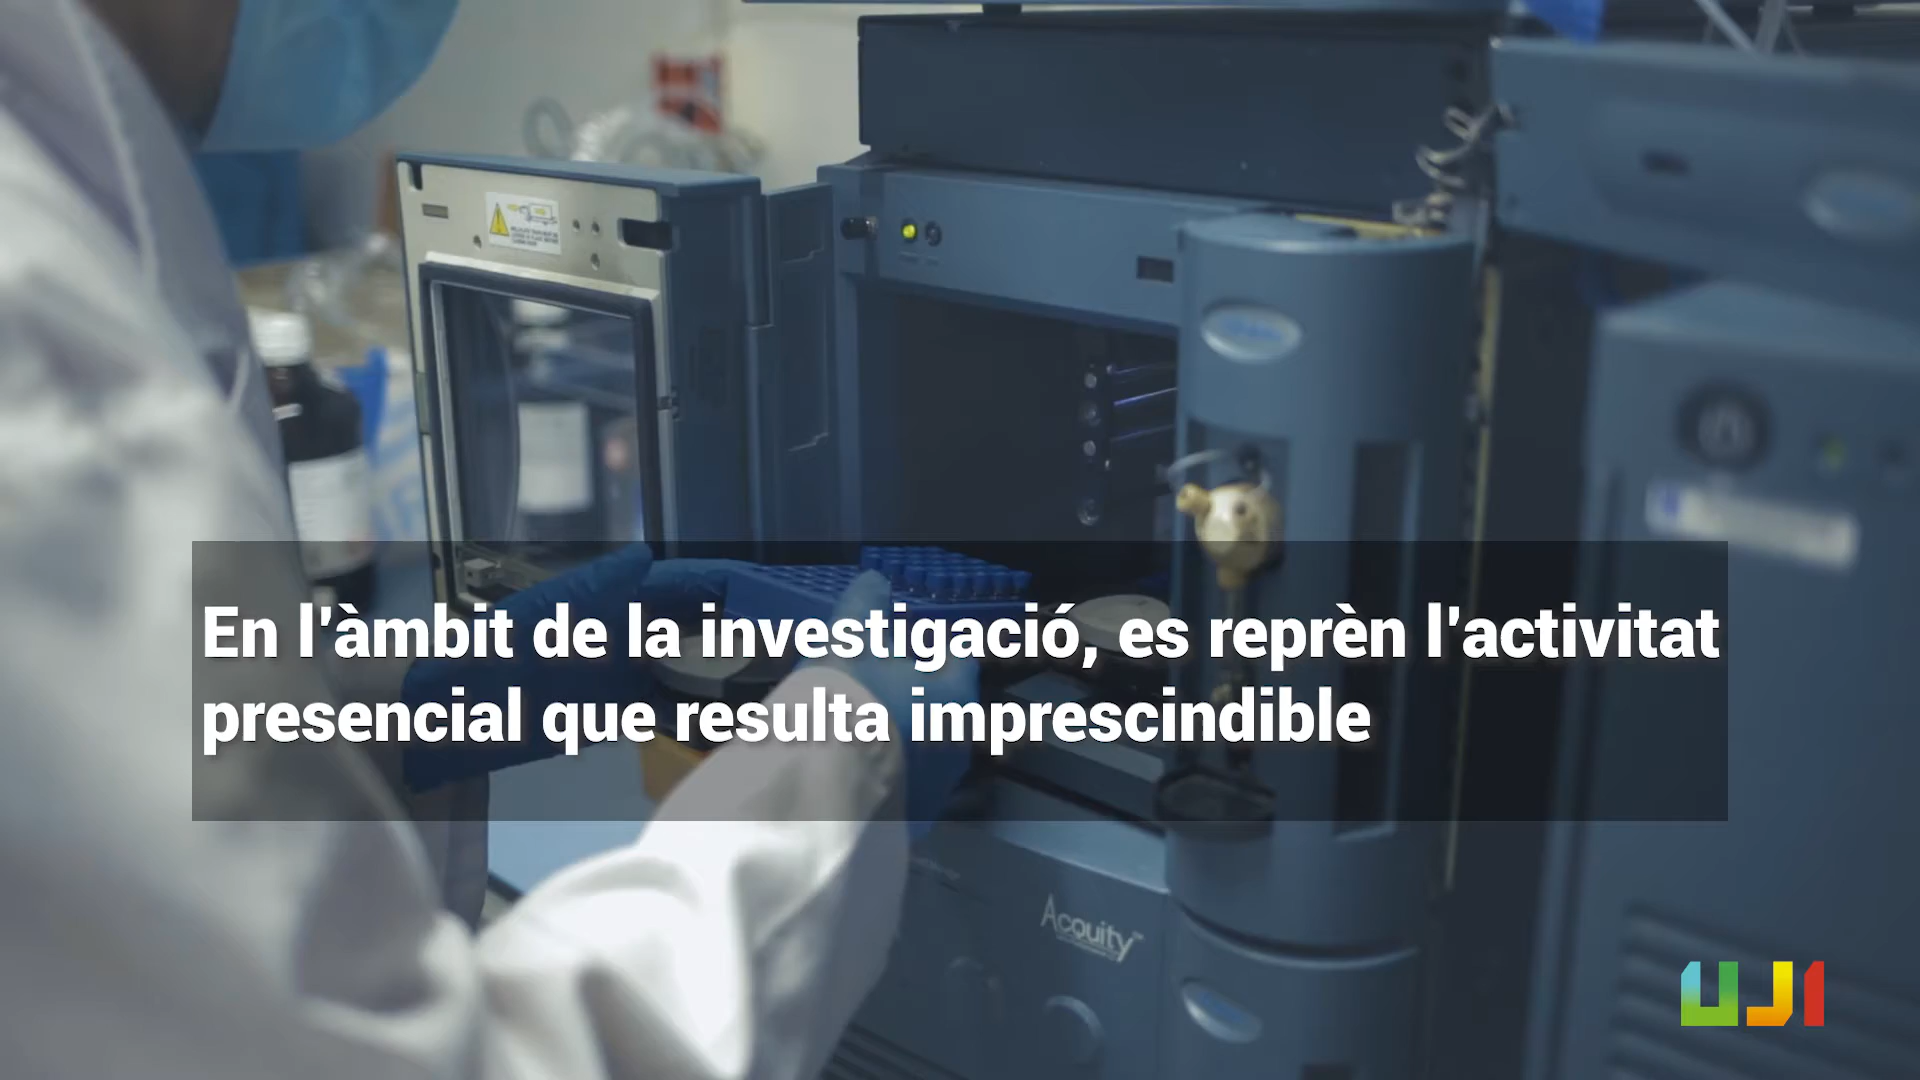 En l'àmbit de la investigació, es reprèn l'activitat
presencial que resulta imprescindible
Acquity
UJI